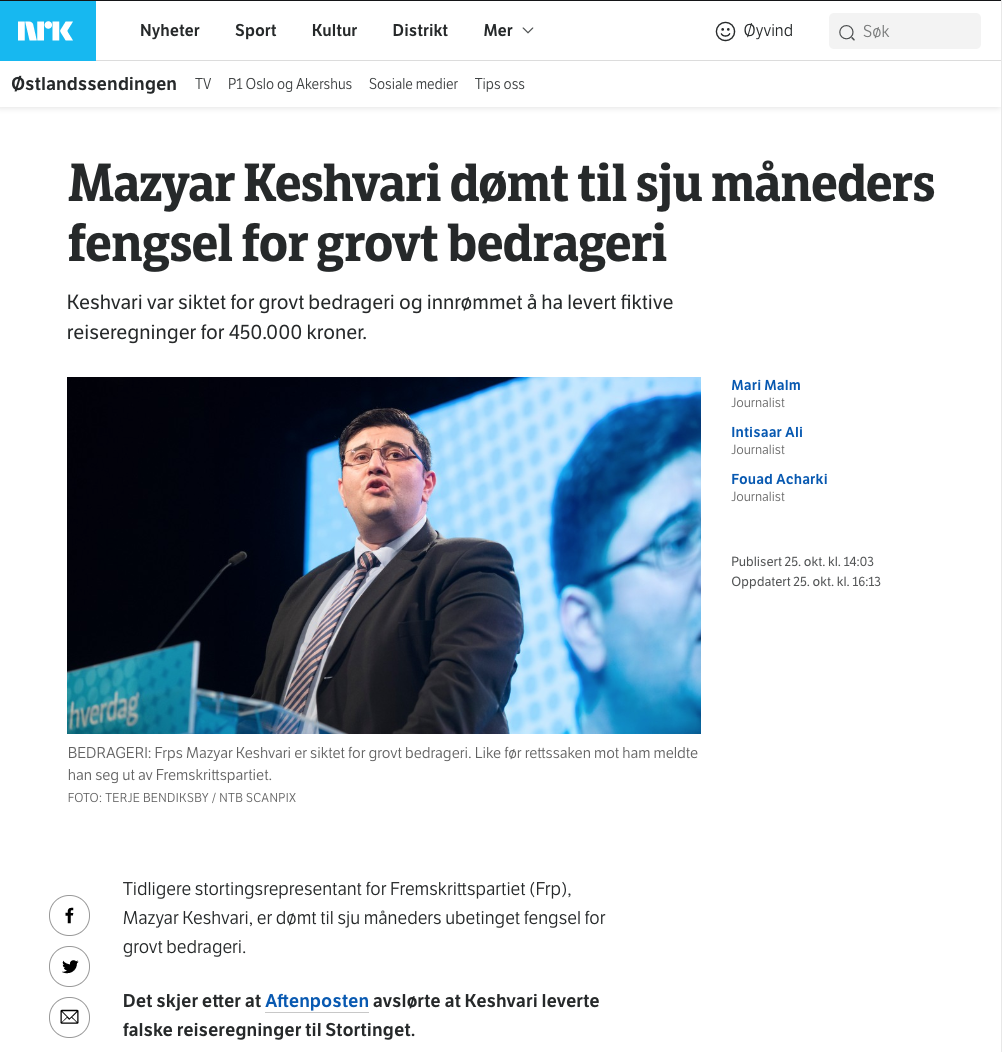 NRK
Nyheter Sport Kultur Distrikt Mer Øyvind Søk
Østlandssendingen TV P1 Oslo og Akershus Sosiale medier Tips oss
Mazyar Keshvari dømt til sju måneders
fengsel for grovt bedrageri
Keshvari var siktet for grovt bedrageri og innrømmet å ha levert fiktive
reiseregninger for 450.000 kroner.
Mari Malm
Journalist
Intisaar Ali
Journalist
Fouad Acharki
Journalist
Publisert 25. okt. kl. 14:03
Oppdatert 25. okt. kl. 16:13
hverdag
BEDRAGERI: Frps Mazyar Keshvari er siktet for grovt bedrageri. Like før rettssaken mot ham meldte
han seg ut av Fremskrittspartiet.
FOTO: TERJE BENDIKSBY / NTB SCANPIX
Tidligere stortingsrepresentant for Fremskrittspartiet (Frp),
Mazyar Keshvari, er dømt til sju måneders ubetinget fengsel for
grovt bedrageri.
Det skjer etter at Aftenposten avslørte at Keshvari leverte
falske reiseregninger til Stortinget.